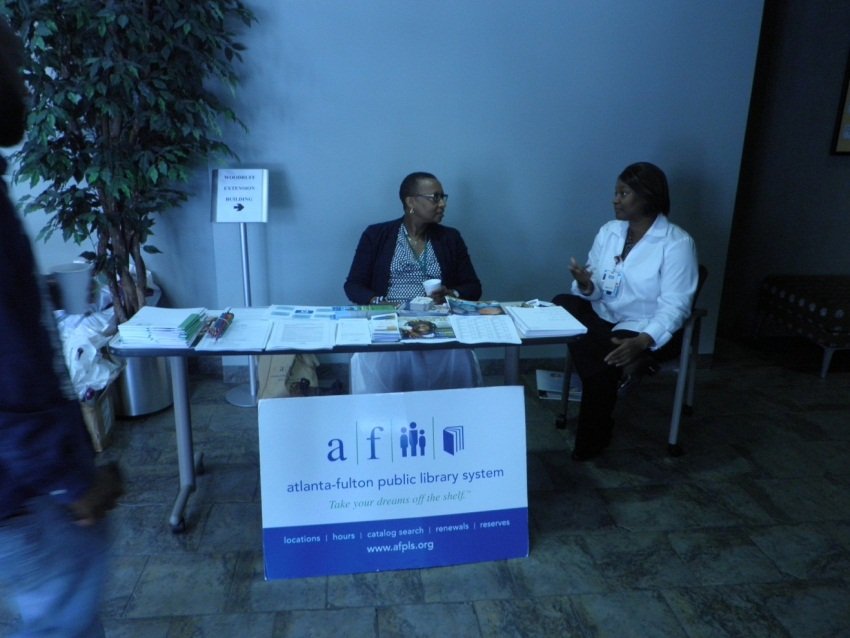 WOODRUFF
EXTENSION
BUILDING
a f
atlanta-fulton public library system
Take your dreams off the shelf.™
locations | hours | catalog search | renewals | reserves
www.afpls.org